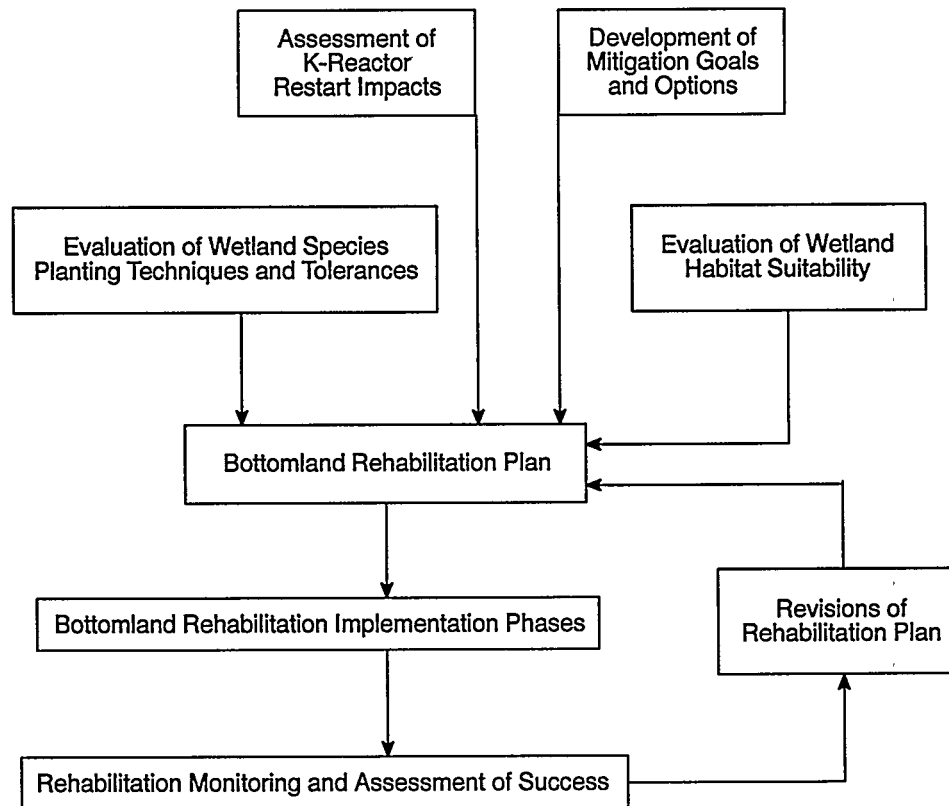 Assessment of
K-Reactor
Restart Impacts
Development of
Mitigation Goals
and Options
Evaluation of Wetland Species
Planting Techniques and Tolerances
Evaluation of Wetland
Habitat Suitability
Bottomland Rehabilitation Plan
Bottomland Rehabilitation Implementation Phases
Revisions of
Rehabilitation Plan
Rehabilitation Monitoring and Assessment of Success